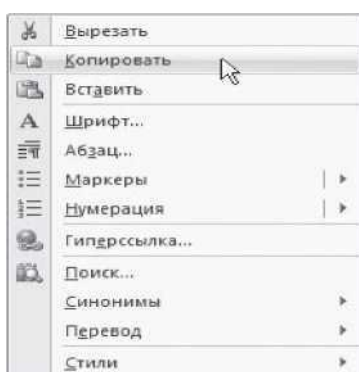 Вырезать
Копировать
Вставить
Шрифт...
Абзац...
Маркеры
Нумерация
Гиперссылка...
Поиск...
Синонимы
Перевод
Стили